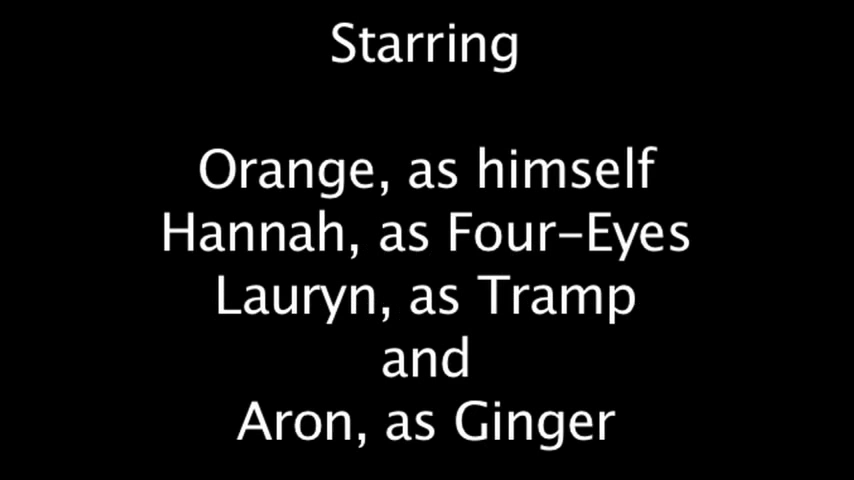 Starring
Orange, as himself
Hannah, as Four-Eyes
Lauryn, as Tramp
and
Aron, as Ginger